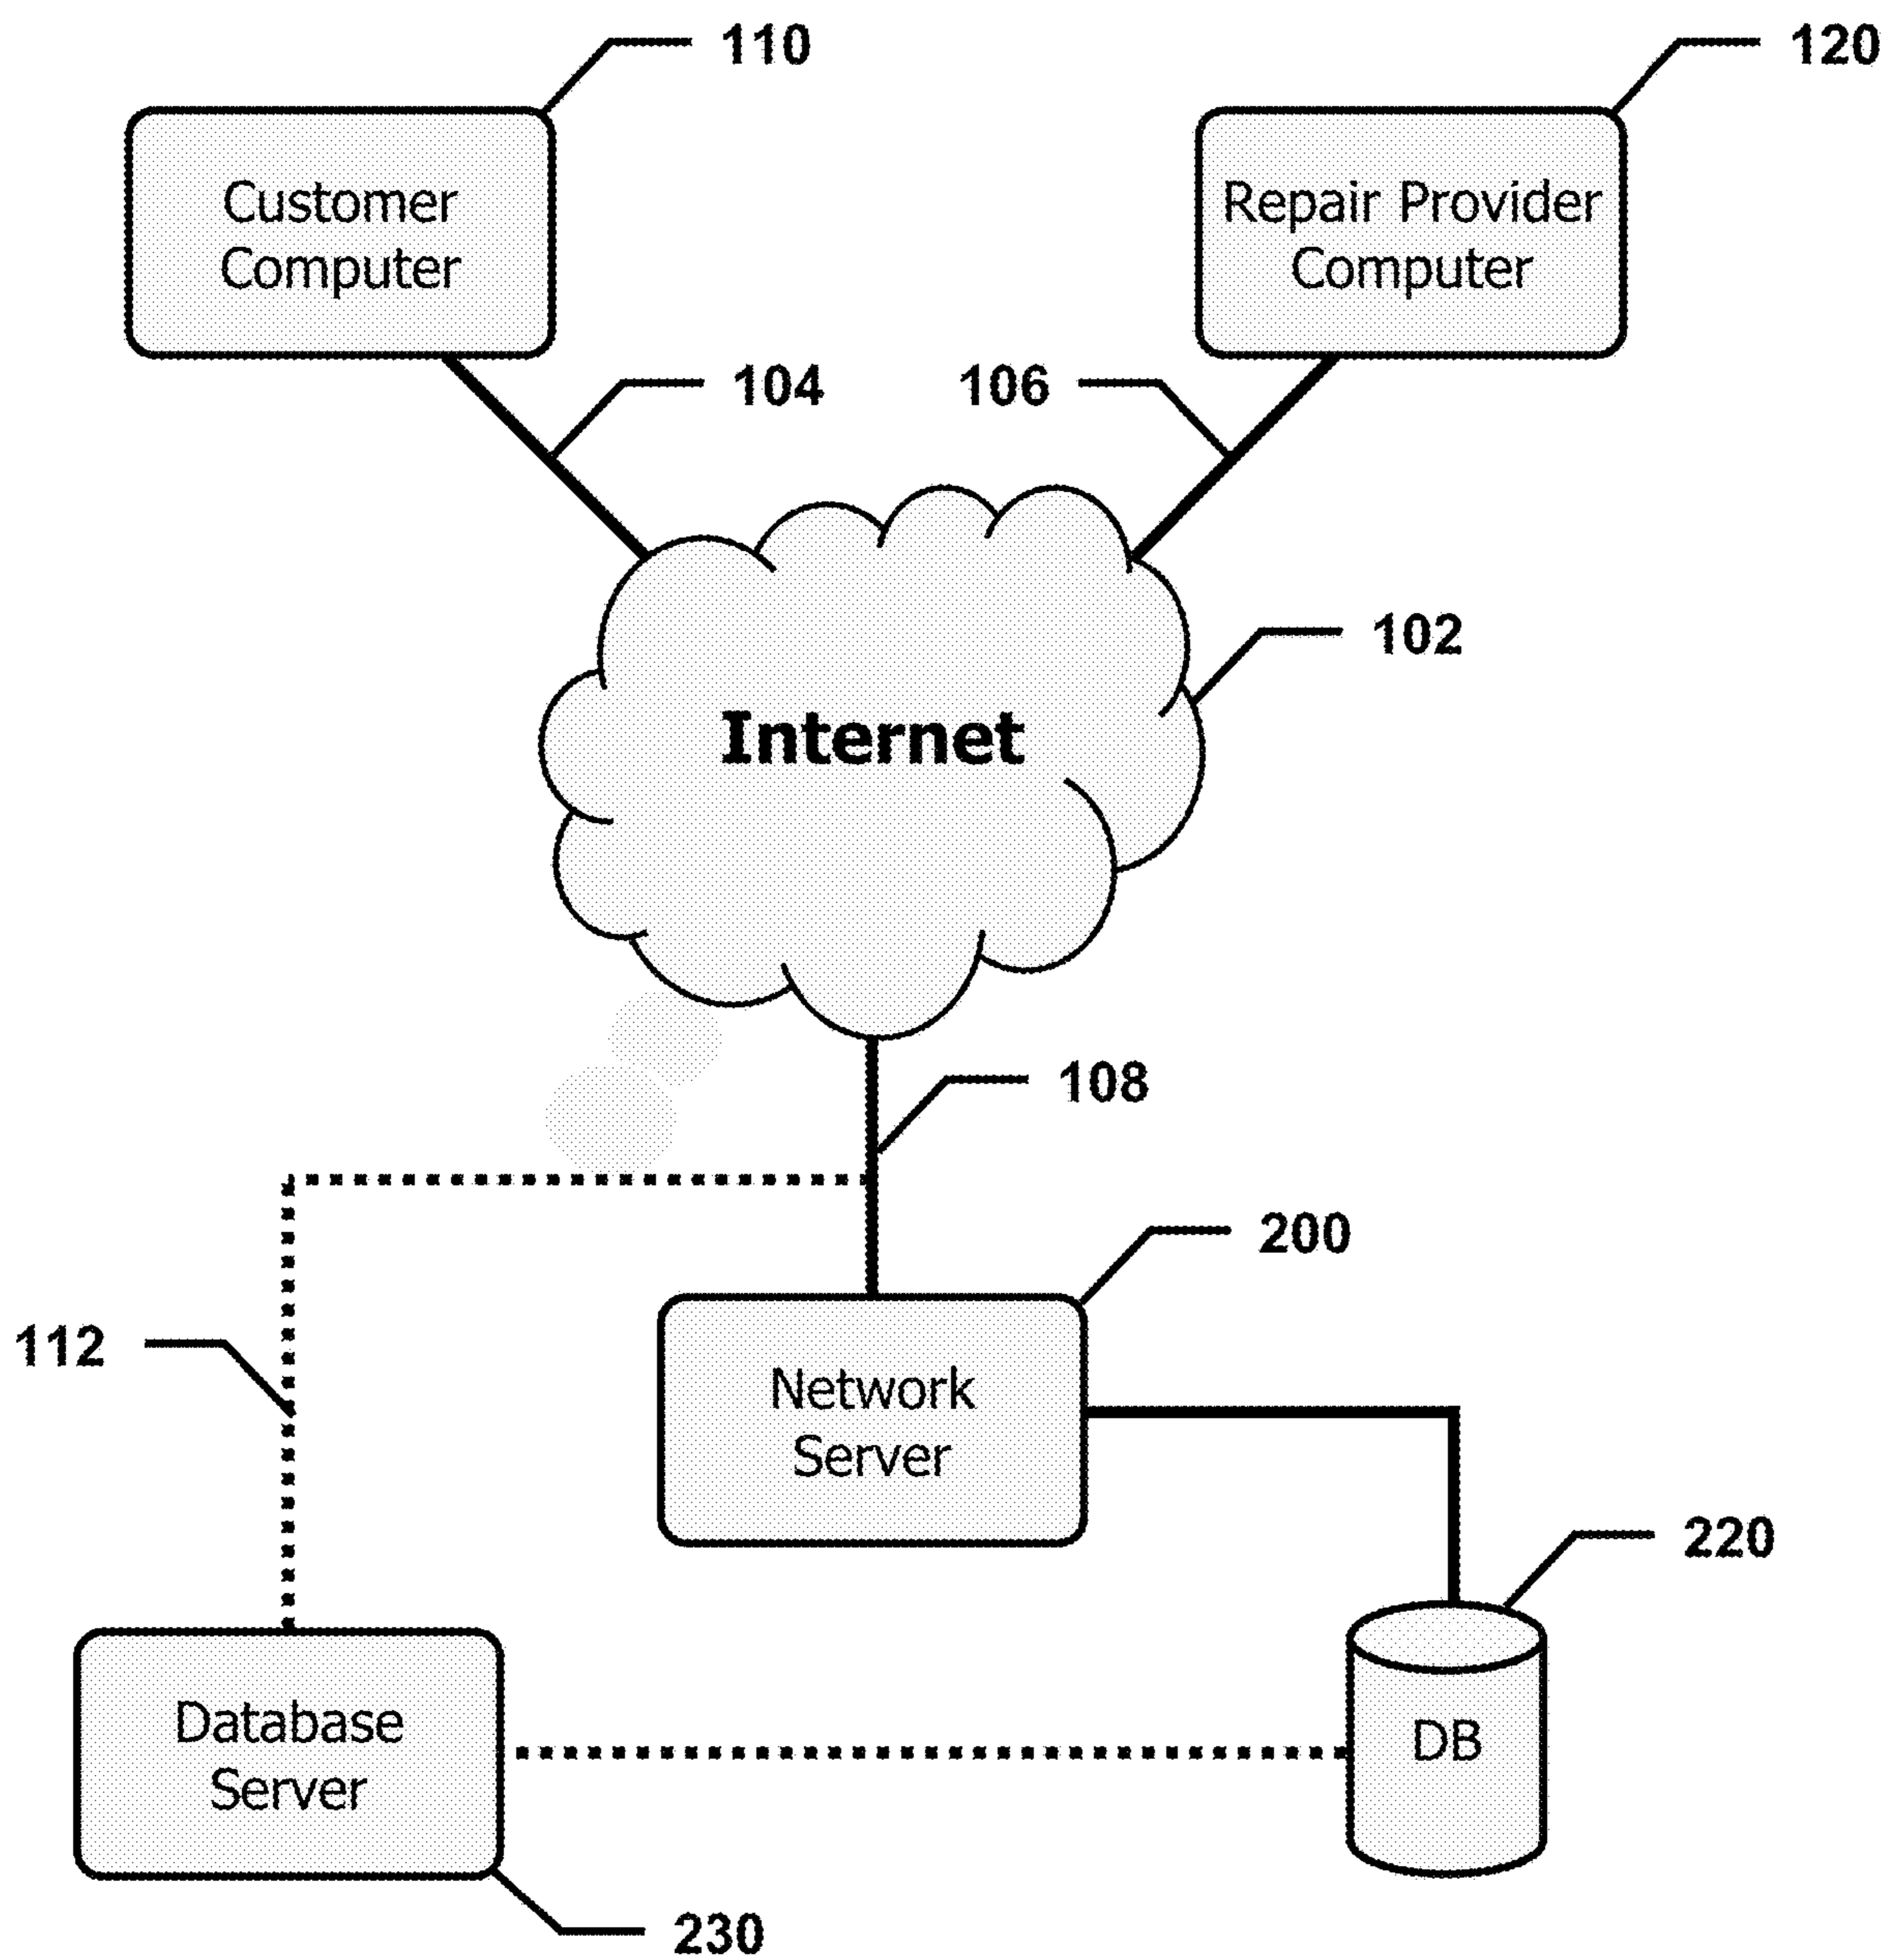 110
120
Customer
Computer
Repair Provider
Computer
104
106
102
Internet
108
200
112
Network
Server
220
Database
Server
DB
230